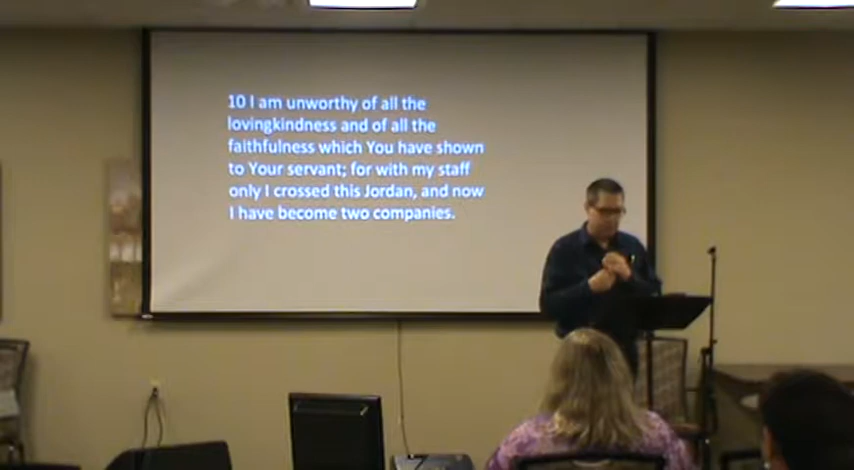 10 I am unworthy of all the
lovingkindness and of all the
faithfulness which You have shown
to Your servant; for with my staff
only I crossed this Jordan, and now
I have become two companies.